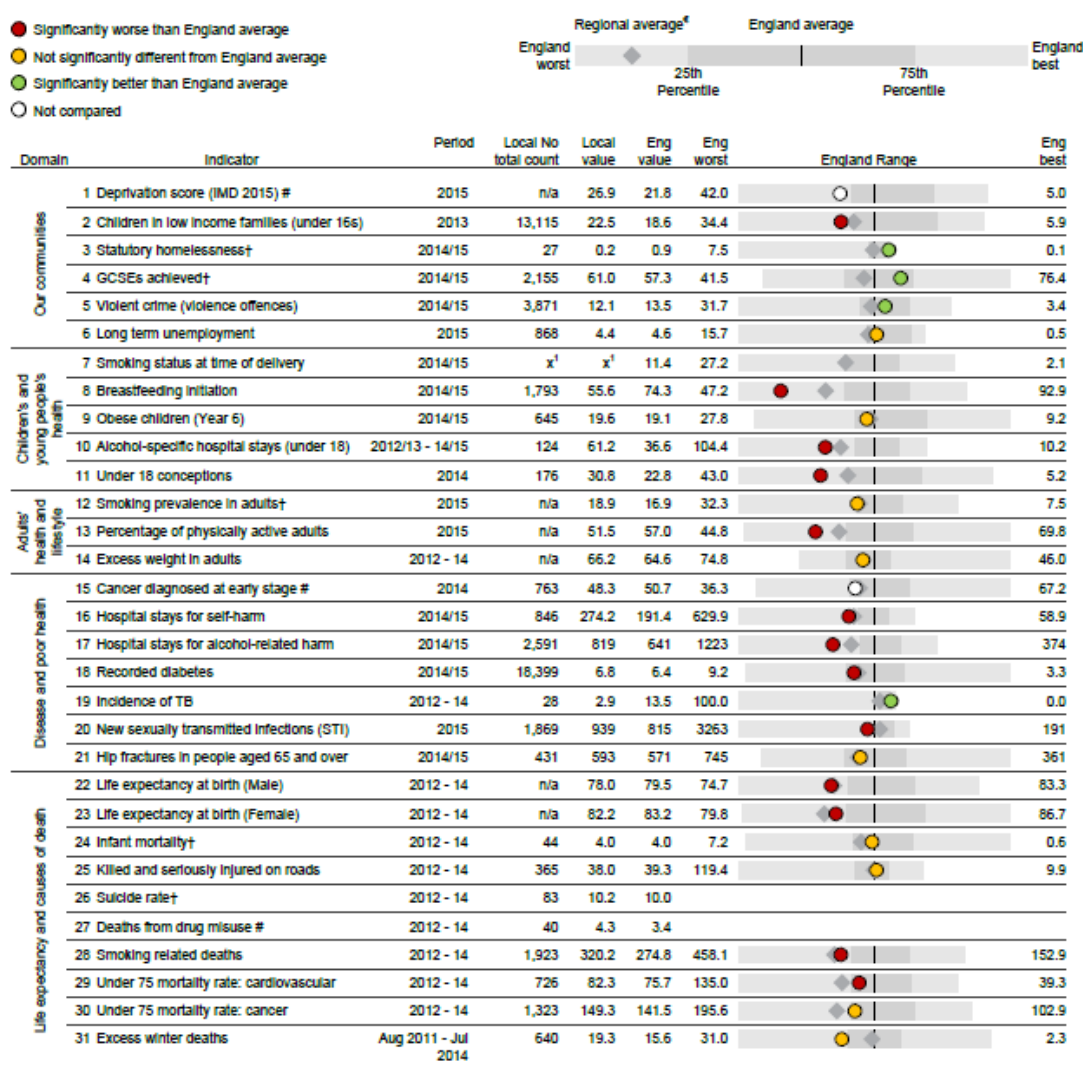 Significantly worse than England average
Not significantly different from England average
Significantly better than England average
Not compared
Regional average€ England average
England worst
England best
25th Percentile
75th Percentile
Domain Indicator Period Local No total count Local value Eng value Eng worst England Range Eng best
Our communities
1 Deprivation score (IMD 2015) # 2015 n/a 26.9 21.8 42.0 5.0
2 Children in low income families (under 16s) 2013 13,115 22.5 18.6 34.4 5.9
3 Statutory homelessness† 2014/15 27 0.2 0.9 7.5 0.1
4 GCSEs achieved† 2014/15 2,155 61.0 57.3 41.5 76.4
5 Violent crime (violence offences) 2014/15 3,871 12.1 13.5 31.7 3.4
6 Long term unemployment 2015 868 4.4 4.6 15.7 0.5
Children's and young people's health
7 Smoking status at time of delivery 2014/15 x¹ x¹ 11.4 27.2 2.1
8 Breastfeeding initiation 2014/15 1,793 55.6 74.3 47.2 92.9
9 Obese children (Year 6) 2014/15 645 19.6 19.1 27.8 9.2
10 Alcohol-specific hospital stays (under 18) 2012/13 - 14/15 124 61.2 36.6 104.4 10.2
11 Under 18 conceptions 2014 176 30.8 22.8 43.0 5.2
Adults' health and lifestyle
12 Smoking prevalence in adults† 2015 n/a 18.9 16.9 32.3 7.5
13 Percentage of physically active adults 2015 n/a 51.5 57.0 44.8 69.8
14 Excess weight in adults 2012 - 14 n/a 66.2 64.6 74.8 46.0
Disease and poor health
15 Cancer diagnosed at early stage # 2014 763 48.3 50.7 36.3 67.2
16 Hospital stays for self-harm 2014/15 846 274.2 191.4 629.9 58.9
17 Hospital stays for alcohol-related harm 2014/15 2,591 819 641 1223 374
18 Recorded diabetes 2014/15 18,399 6.8 6.4 9.2 3.3
19 Incidence of TB 2012 - 14 28 2.9 13.5 100.0 0.0
20 New sexually transmitted infections (STI) 2015 1,869 939 815 3263 191
21 Hip fractures in people aged 65 and over 2014/15 431 593 571 745 361
Life expectancy and causes of death
22 Life expectancy at birth (Male) 2012 - 14 n/a 78.0 79.5 74.7 83.3
23 Life expectancy at birth (Female) 2012 - 14 n/a 82.2 83.2 79.8 86.7
24 Infant mortality† 2012 - 14 44 4.0 4.0 7.2 0.6
25 Killed and seriously injured on roads 2012 - 14 365 38.0 39.3 119.4 9.9
26 Suicide rate† 2012 - 14 83 10.2 10.0
27 Deaths from drug misuse # 2012 - 14 40 4.3 3.4
28 Smoking related deaths 2012 - 14 1,923 320.2 274.8 458.1 152.9
29 Under 75 mortality rate: cardiovascular 2012 - 14 726 82.3 75.7 135.0 39.3
30 Under 75 mortality rate: cancer 2012 - 14 1,323 149.3 141.5 195.6 102.9
31 Excess winter deaths Aug 2011 - Jul 2014 640 19.3 15.6 31.0 2.3